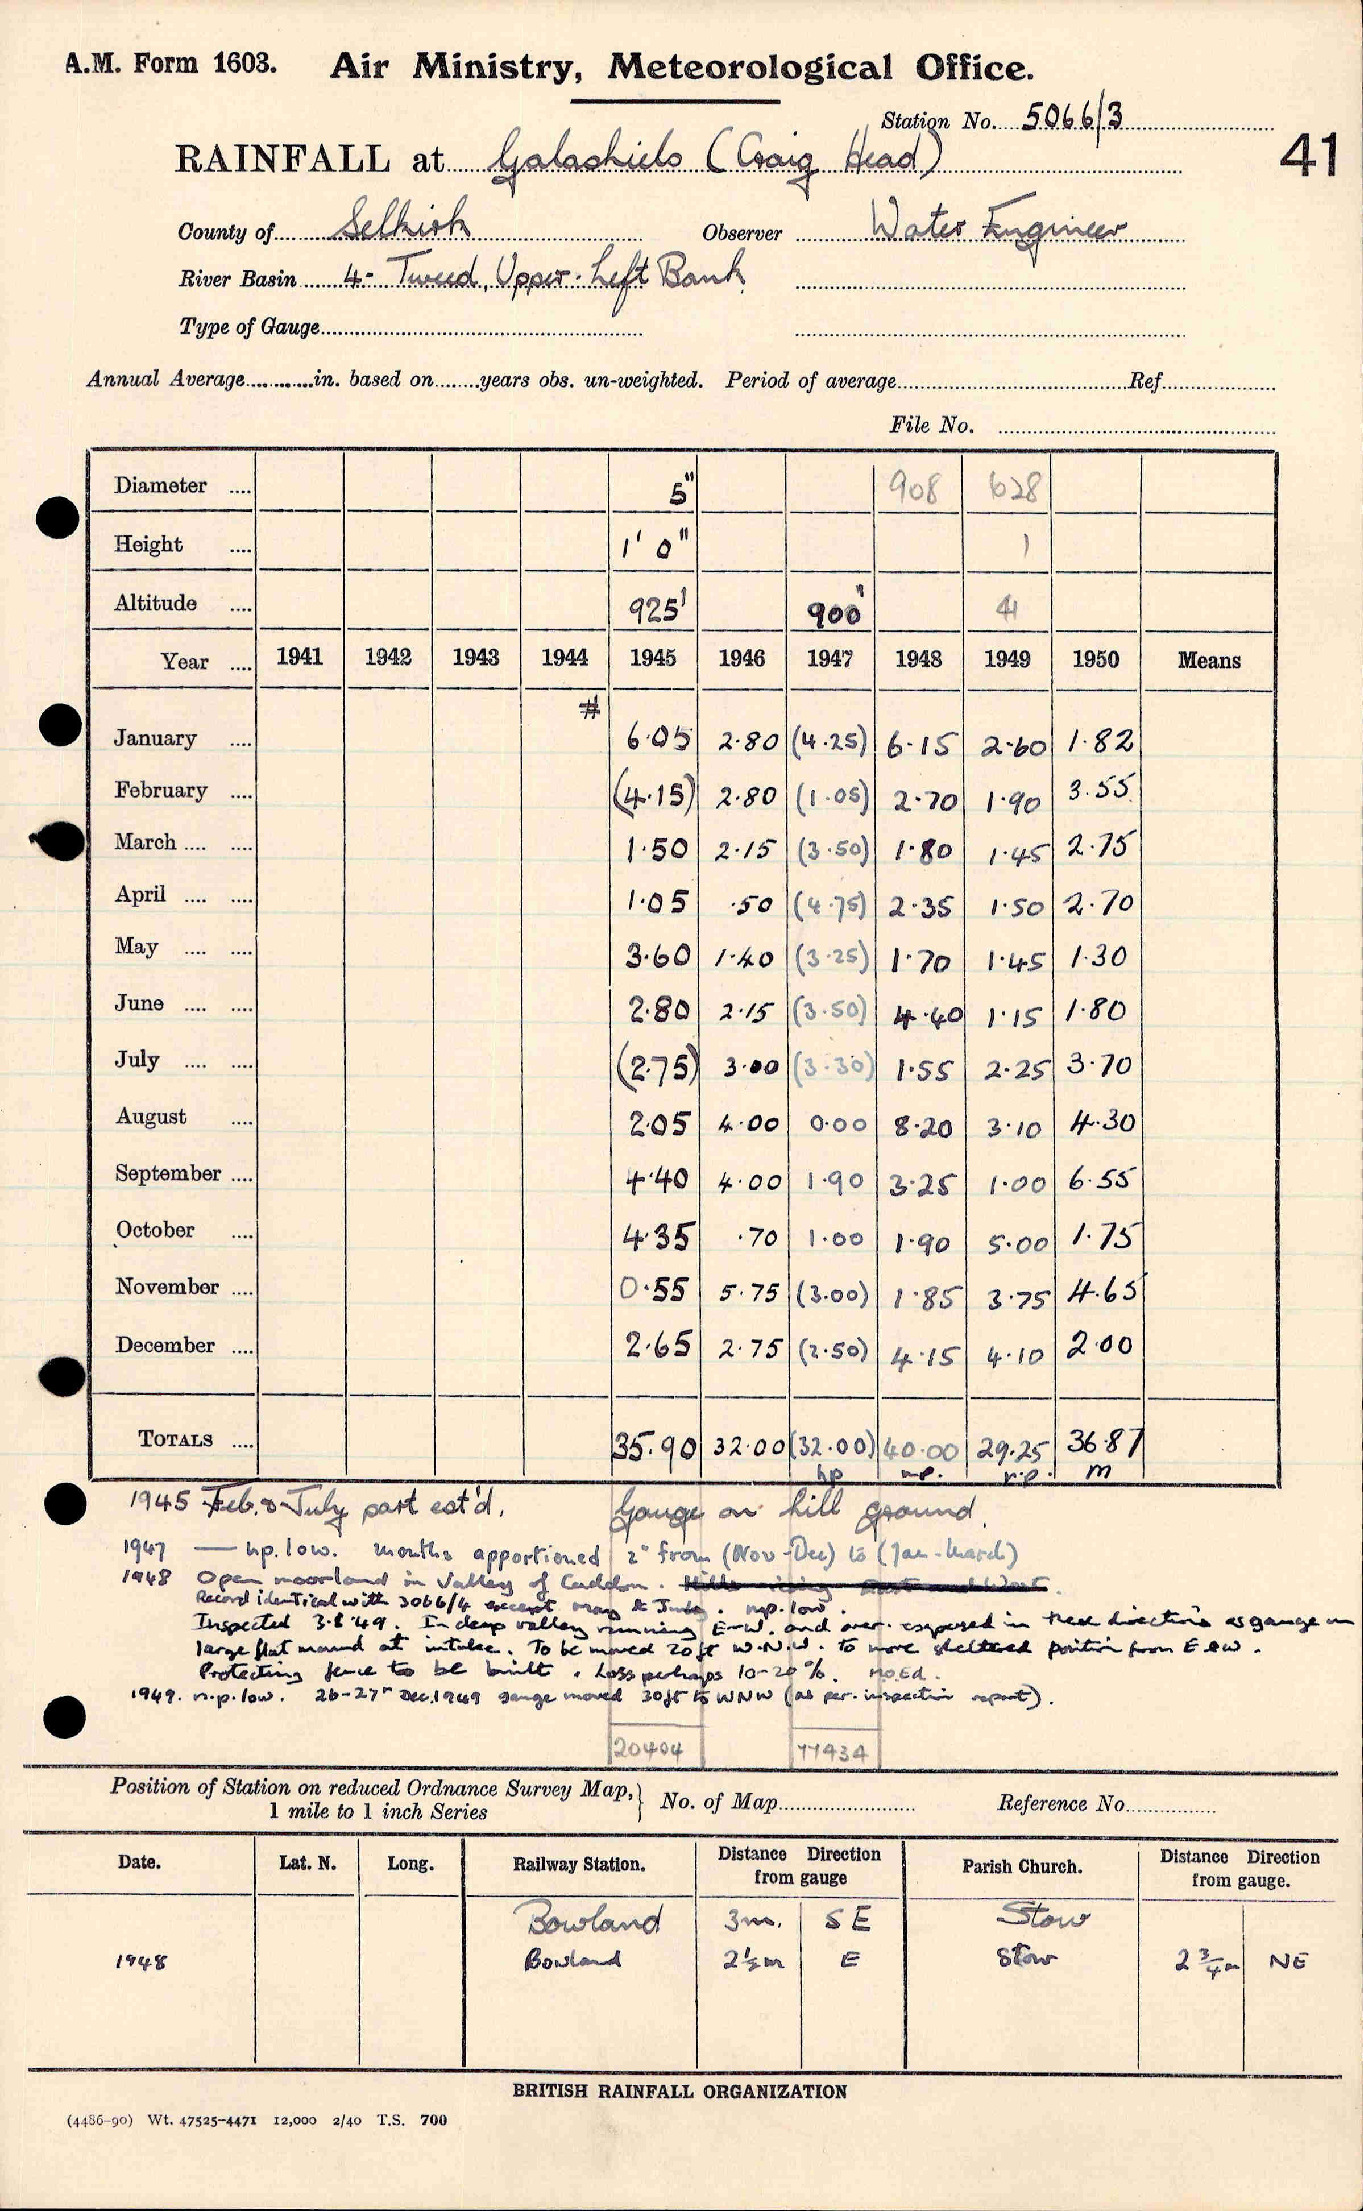 A.M. Form 1603. Air Ministry, Meteorological Office.
Station No. 5066/3
41
RAINFALL at Galashiels (Craig Head)
County of Selkirk Observer Water Engineer
River Basin 4- Tweed, Upper. Left Bank
Type of Gauge
Annual Average in. based on years obs. un-weighted. Period of average Ref.
File No.
Diameter .... 5" 908 628
Height .... 1' 0" 1
Altitude .... 925' 900' 41
Year .... 1941 1942 1943 1944 1945 1946 1947 1948 1949 1950 Means
#
January .... 6.05 2.80 (4.25) 6.15 2.60 1.82
February .... (4.15) 2.80 (1.05) 2.70 1.90 3.55
March .... .... 1.50 2.15 (3.50) 1.80 1.45 2.75
April .... .... 1.05 .50 (4.75) 2.35 1.50 2.70
May .... .... 3.60 1.40 (3.25) 1.70 1.45 1.30
June .... .... 2.80 2.15 (3.50) 4.40 1.15 1.80
July .... .... (2.75) 3.00 (3.30) 1.55 2.25 3.70
August .... 2.05 4.00 0.00 8.20 3.10 4.30
September .... 4.40 4.00 1.90 3.25 1.00 6.55
October .... 4.35 .70 1.00 1.90 5.00 1.75
November .... 0.55 5.75 (3.00) 1.85 3.75 4.65
December .... 2.65 2.75 (2.50) 4.15 4.10 2.00
TOTALS .... 35.90 32.00 (32.00) 40.00 29.25 36.87
hp n.p. n.p. m
1945 Feb. & July part est'd. Gauge on hill ground.
1947 — h.p. low. months apportioned 2" from (Nov-Dec) to (Jan-March)
1948 Open moorland in Valley of Caddon.
Record identical with 3066/4 except May & July. n.p. low.
Inspected 3.8.49. In deep valley running E-W. and over-exposed in these directions as gauge on
large flat mound at intake. To be moved 20ft W.N.W. to more sheltered position from E & W.
Protecting fence to be built. Loss perhaps 10-20%.
1949. n.p. low. 26-27" Dec. 1949 gauge moved 30ft to WNW (as per inspection report).
20404 77934
Position of Station on reduced Ordnance Survey Map, 1 mile to 1 inch Series No. of Map Reference No.
Date. Lat. N. Long. Railway Station. Distance Direction from gauge Parish Church. Distance Direction from gauge.
Bowland 3m. SE Stow
1948 Bowland 2½m E Stow 2¾m NE
BRITISH RAINFALL ORGANIZATION
(4486-90) Wt. 47525-4471 12,000 2/40 T.S. 700